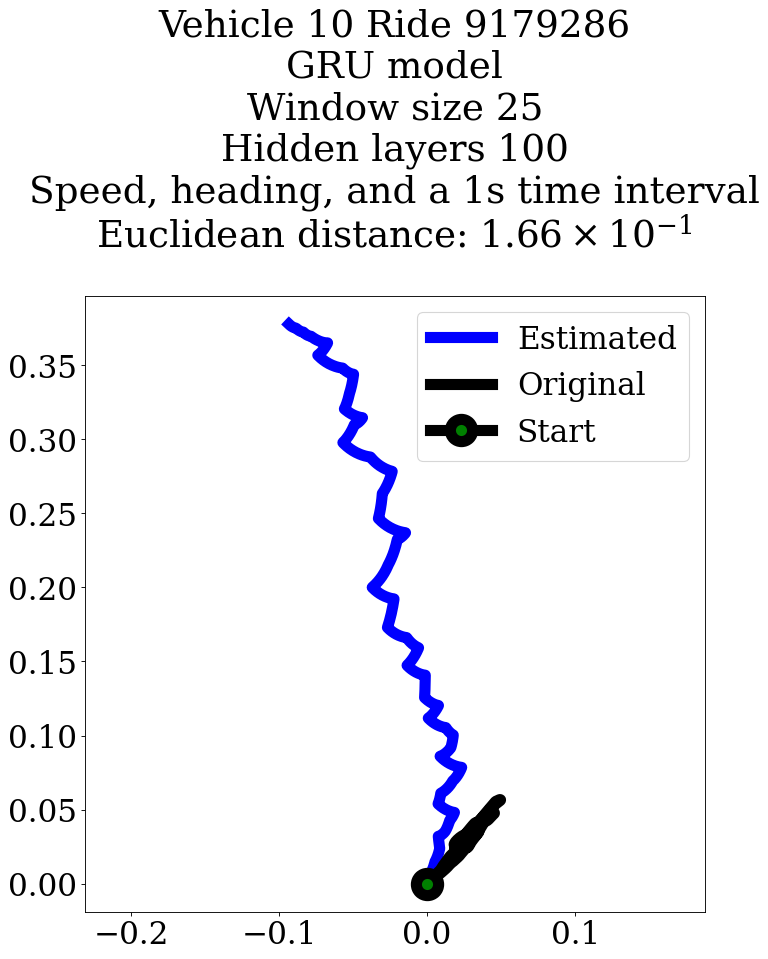 Vehicle 10 Ride 9179286
GRU model
Window size 25
Hidden layers 100
Speed, heading, and a 1s time interval
Euclidean distance: 1.66 × 10⁻¹
Estimated
Original
Start
0.35
0.30
0.25
0.20
0.15
0.10
0.05
0.00
−0.2 −0.1 0.0 0.1